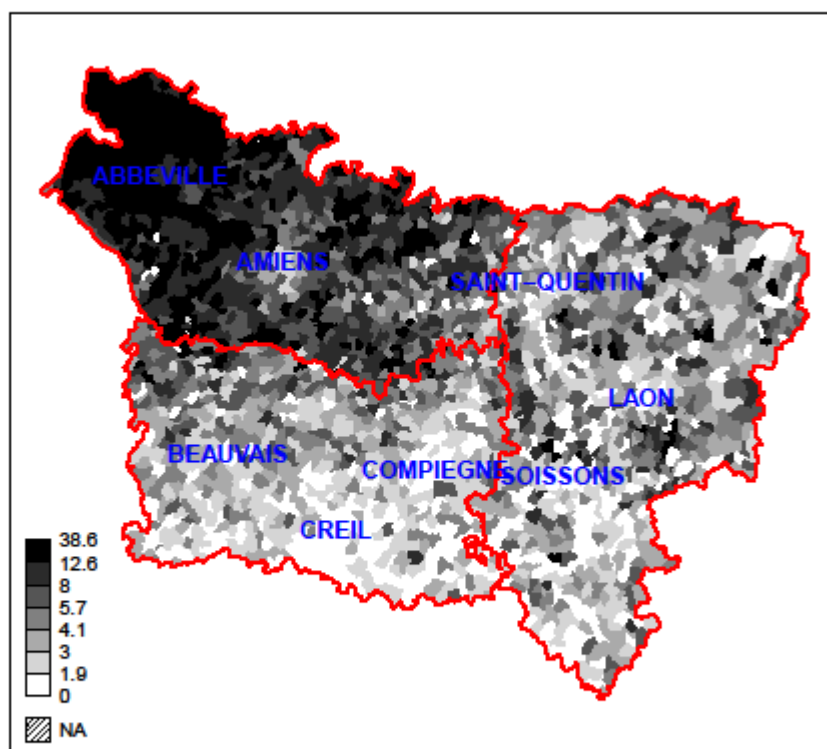 ABBEVILLE
AMIENS
SAINT–QUENTIN
LAON
BEAUVAIS
COMPIEGNE
SOISSONS
CREIL
38.6
12.6
8
5.7
4.1
3
1.9
0
NA